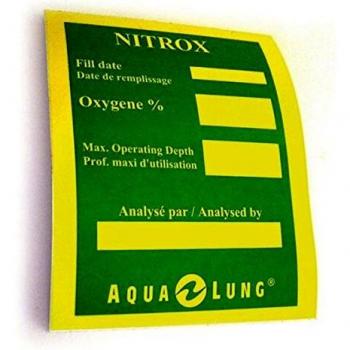 NITROX
Fill date
Date de remplissage
Oxygene %
Max. Operating Depth
Prof. maxi d'utilisation
Analysé par / Analysed by
AQUA LUNG®